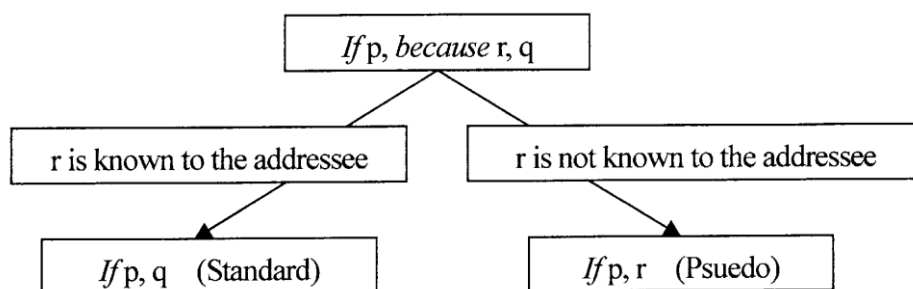 If p, because r, q
r is known to the addressee
r is not known to the addressee
If p, q (Standard)
If p, r (Psuedo)